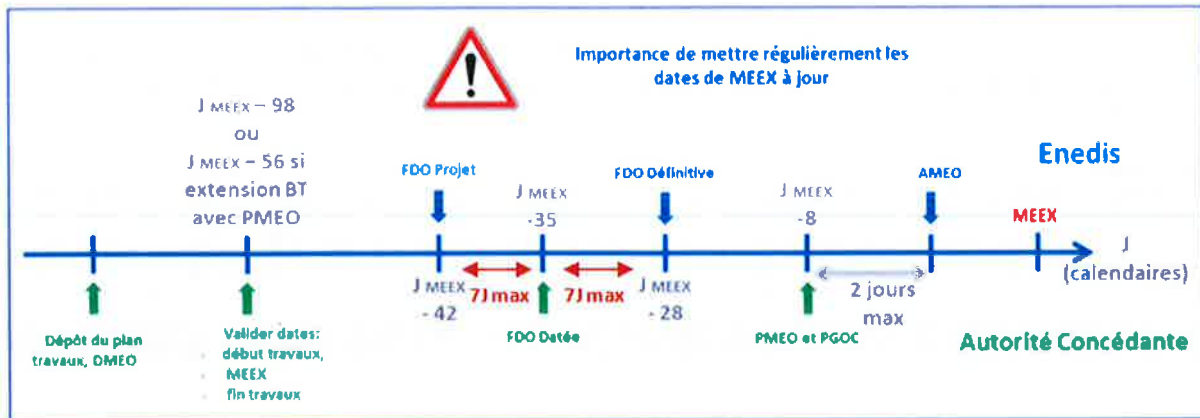 !
Importance de mettre régulièrement les
dates de MEEX à jour
J MEEX – 98
ou
J MEEX – 56 si
extension BT
avec PMEO
FDO Projet
J MEEX
-35
FDO Définitive
J MEEX
-8
AMEO
Enedis
MEEX
J
(calendaires)
J MEEX
- 42
7J max
7J max
J MEEX
- 28
2 jours
max
Dépôt du plan
travaux, DMEO
Valider dates:
- début travaux,
- MEEX
- fin travaux
FDO Datée
PMEO et PGOC
Autorité Concédante